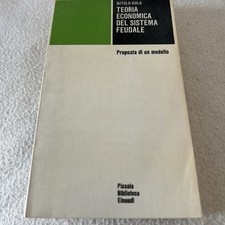 WITOLD KULA
TEORIA
ECONOMICA
DEL SISTEMA
FEUDALE
Proposta di un modello
Piccola
Biblioteca
Einaudi